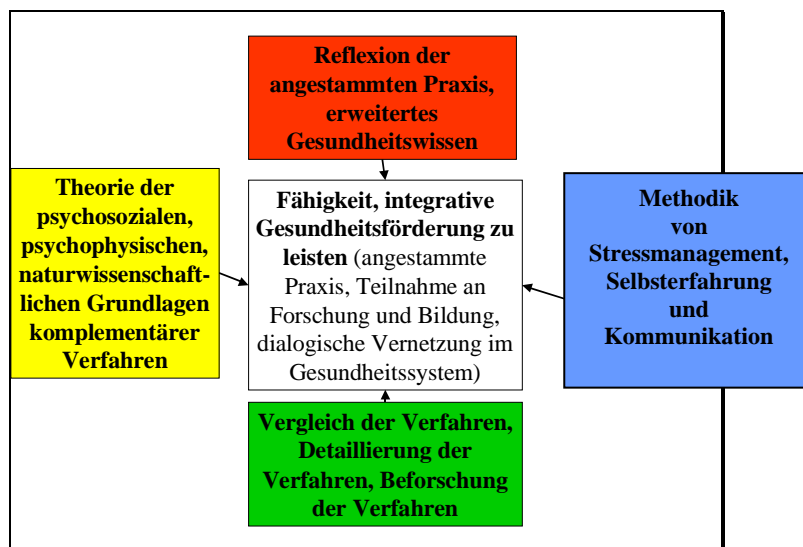 Reflexion der
angestammten Praxis,
erweitertes
Gesundheitswissen
Theorie der
psychosozialen,
psychophysischen,
naturwissenschaft-
lichen Grundlagen
komplementärer
Verfahren
Fähigkeit, integrative
Gesundheitsförderung zu
leisten (angestammte
Praxis, Teilnahme an
Forschung und Bildung,
dialogische Vernetzung im
Gesundheitssystem)
Methodik
von
Stressmanagement,
Selbsterfahrung
und
Kommunikation
Vergleich der Verfahren,
Detaillierung der
Verfahren, Beforschung
der Verfahren